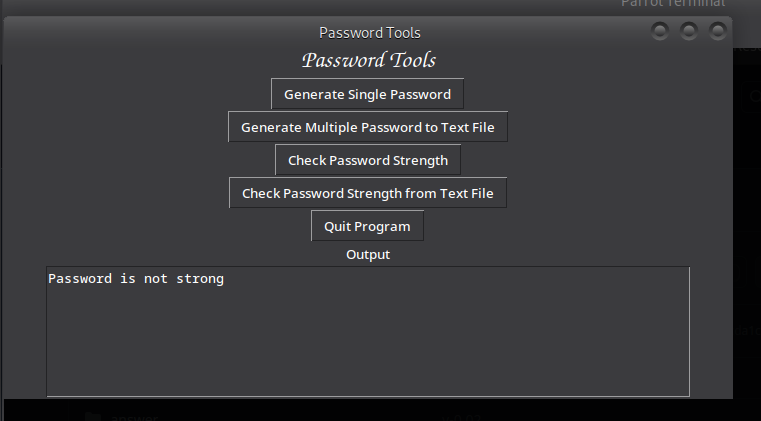 Parrot Terminal
Password Tools
Password Tools
Generate Single Password
Generate Multiple Password to Text File
Check Password Strength
Check Password Strength from Text File
Quit Program
Output
Password is not strong
answer